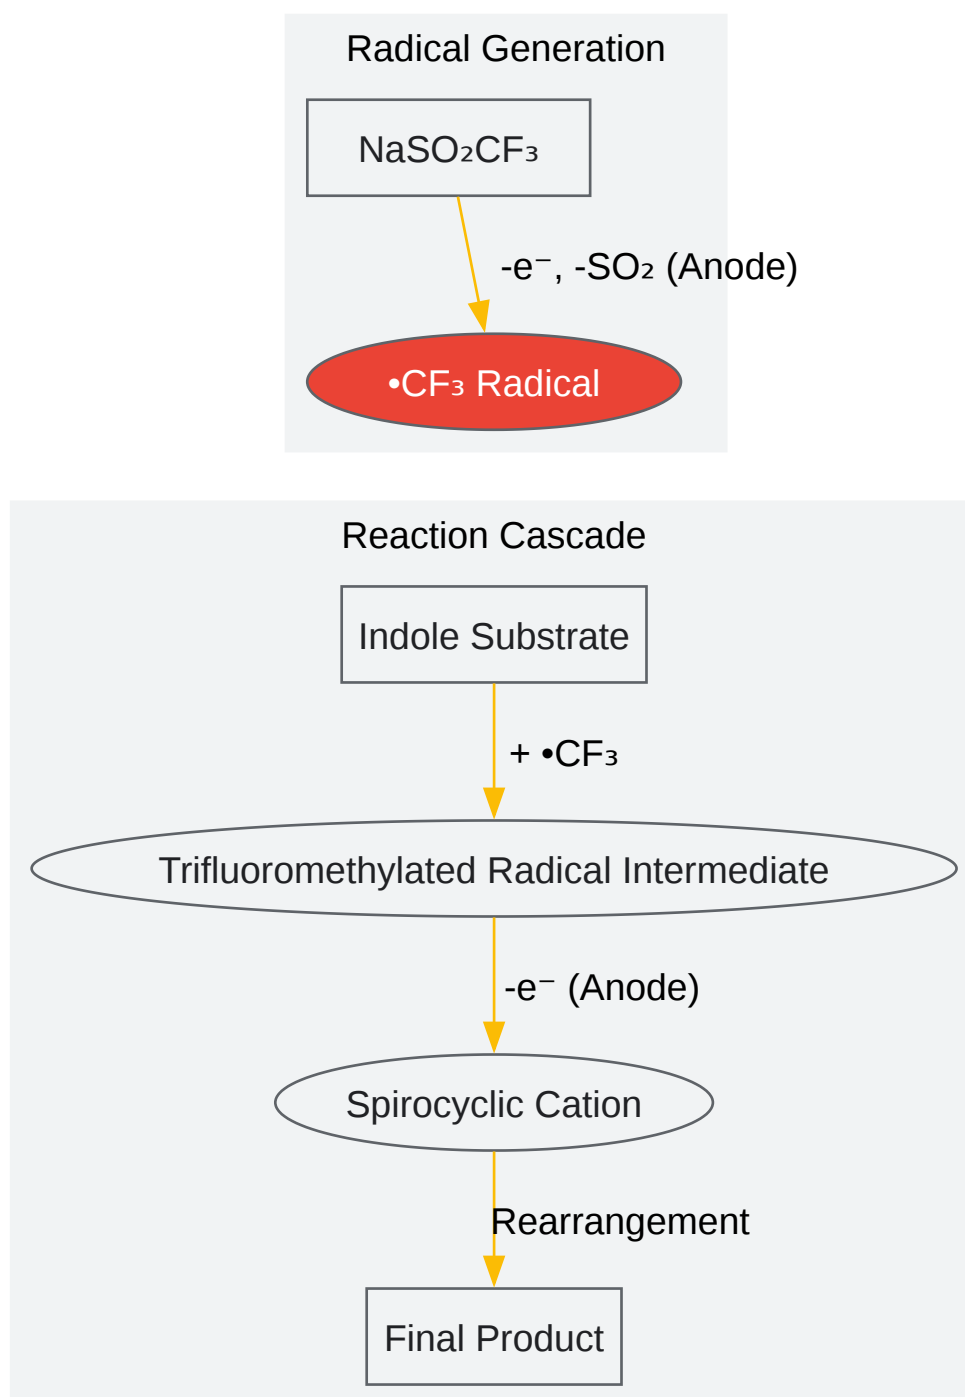 Radical Generation
NaSO₂CF₃
-e⁻, -SO₂ (Anode)
•CF₃ Radical
Reaction Cascade
Indole Substrate
+ •CF₃
Trifluoromethylated Radical Intermediate
-e⁻ (Anode)
Spirocyclic Cation
Rearrangement
Final Product